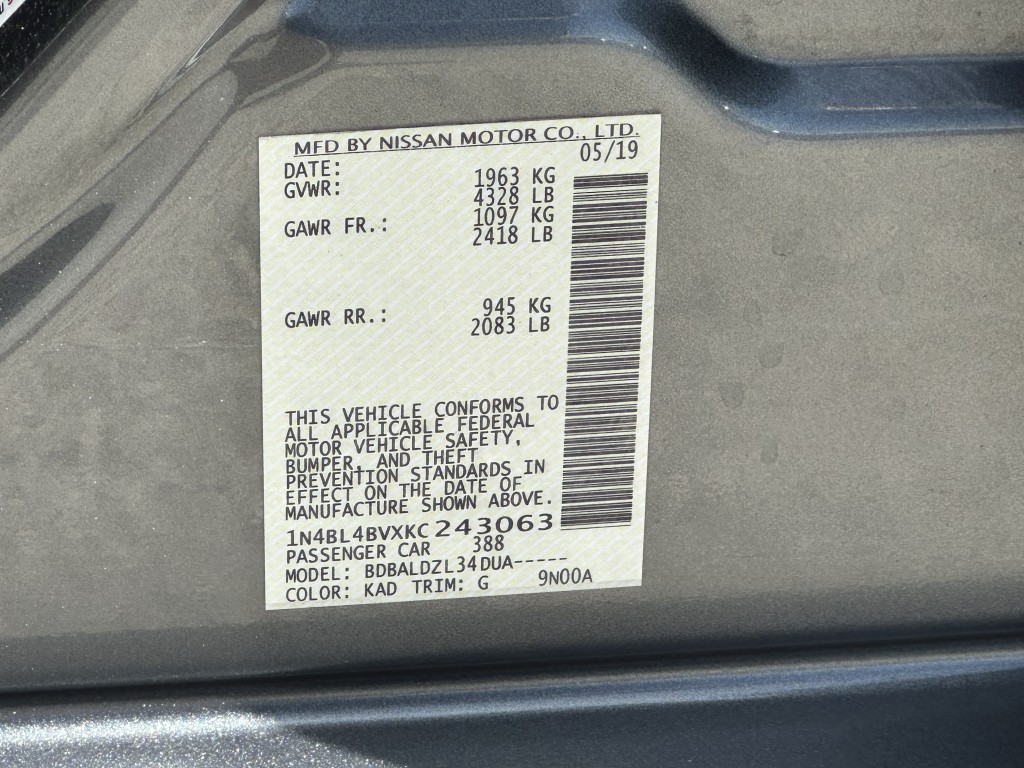 MFD BY NISSAN MOTOR CO., LTD.
DATE: 05/19
GVWR: 1963 KG
4328 LB
GAWR FR.: 1097 KG
2418 LB
GAWR RR.: 945 KG
2083 LB
THIS VEHICLE CONFORMS TO
ALL APPLICABLE FEDERAL
MOTOR VEHICLE SAFETY,
BUMPER, AND THEFT
PREVENTION STANDARDS IN
EFFECT ON THE DATE OF
MANUFACTURE SHOWN ABOVE.
1N4BL4BVXKC243063
PASSENGER CAR 388
MODEL: BDBALDZL34DUA-----
COLOR: KAD TRIM: G 9N00A